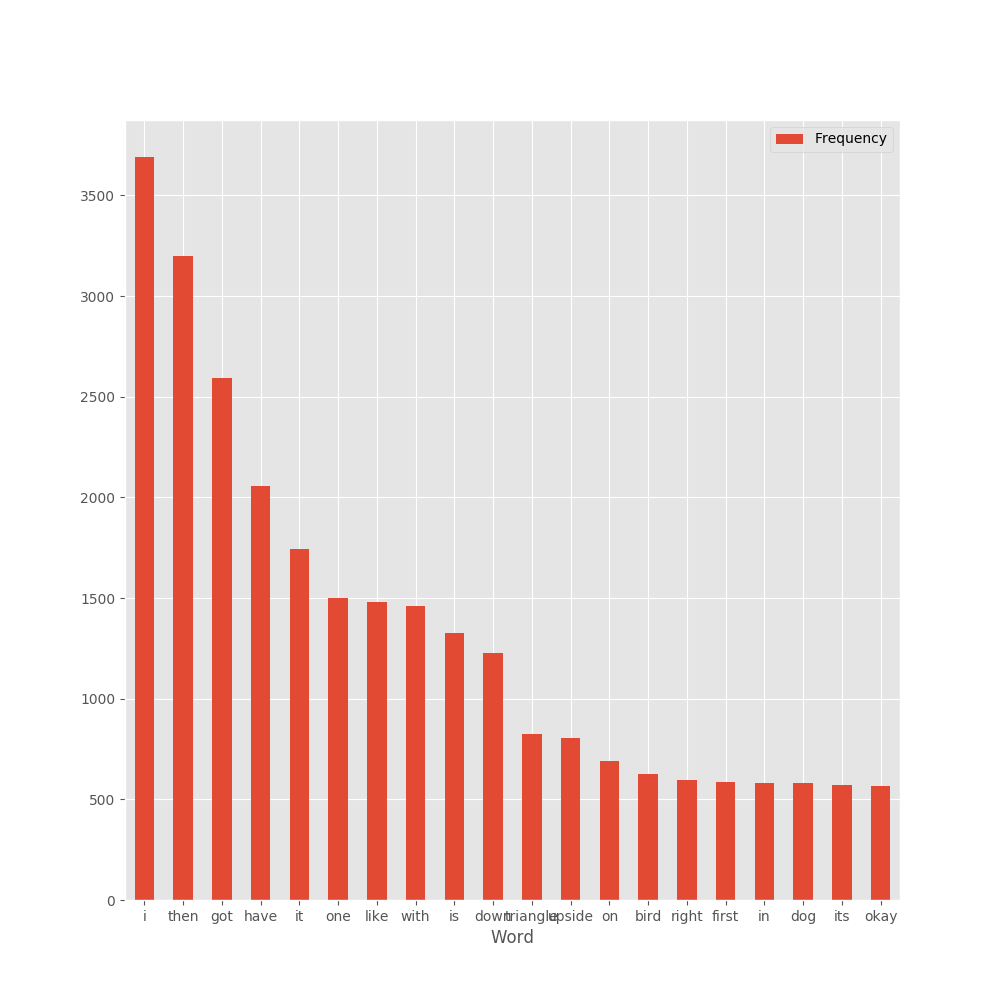 Frequency
3500
3000
2500
2000
1500
1000
500
0
i then got have it one like with is down triangle upside on bird right first in dog its okay
Word